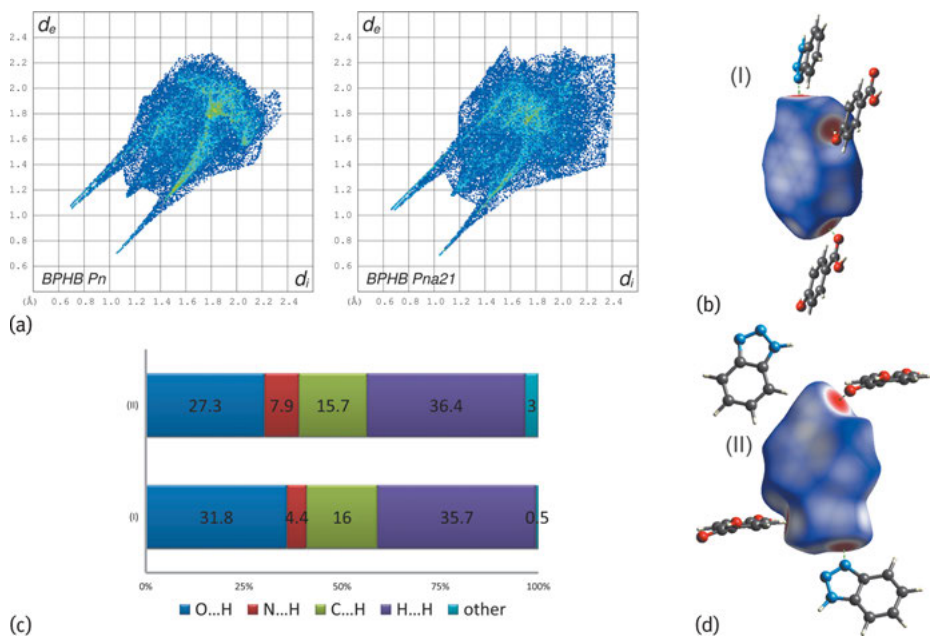 (a)
d_e
2.4
2.2
2.0
1.8
1.6
1.4
1.2
1.0
0.8
0.6
BPHB Pn
d_i
(Å) 0.6 0.8 1.0 1.2 1.4 1.6 1.8 2.0 2.2 2.4
d_e
2.4
2.2
2.0
1.8
1.6
1.4
1.2
1.0
0.8
0.6
BPHB Pna21
d_i
(Å) 0.6 0.8 1.0 1.2 1.4 1.6 1.8 2.0 2.2 2.4
(I)
(b)
(II) 27.3 7.9 15.7 36.4 3
(I) 31.8 4.4 16 35.7 0.5
0% 25% 50% 75% 100%
O...H N...H C...H H...H other
(c)
(II)
(d)